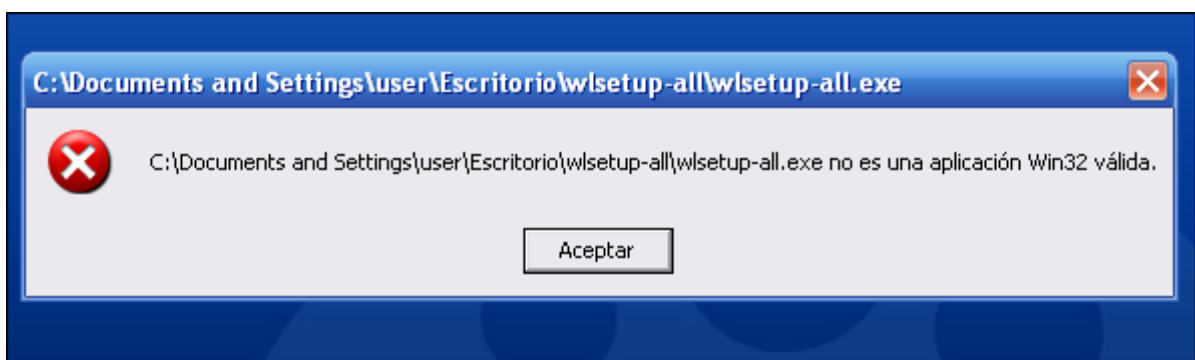 C:\Documents and Settings\user\Escritorio\wlsetup-all\wlsetup-all.exe
C:\Documents and Settings\user\Escritorio\wlsetup-all\wlsetup-all.exe no es una aplicación Win32 válida.
Aceptar